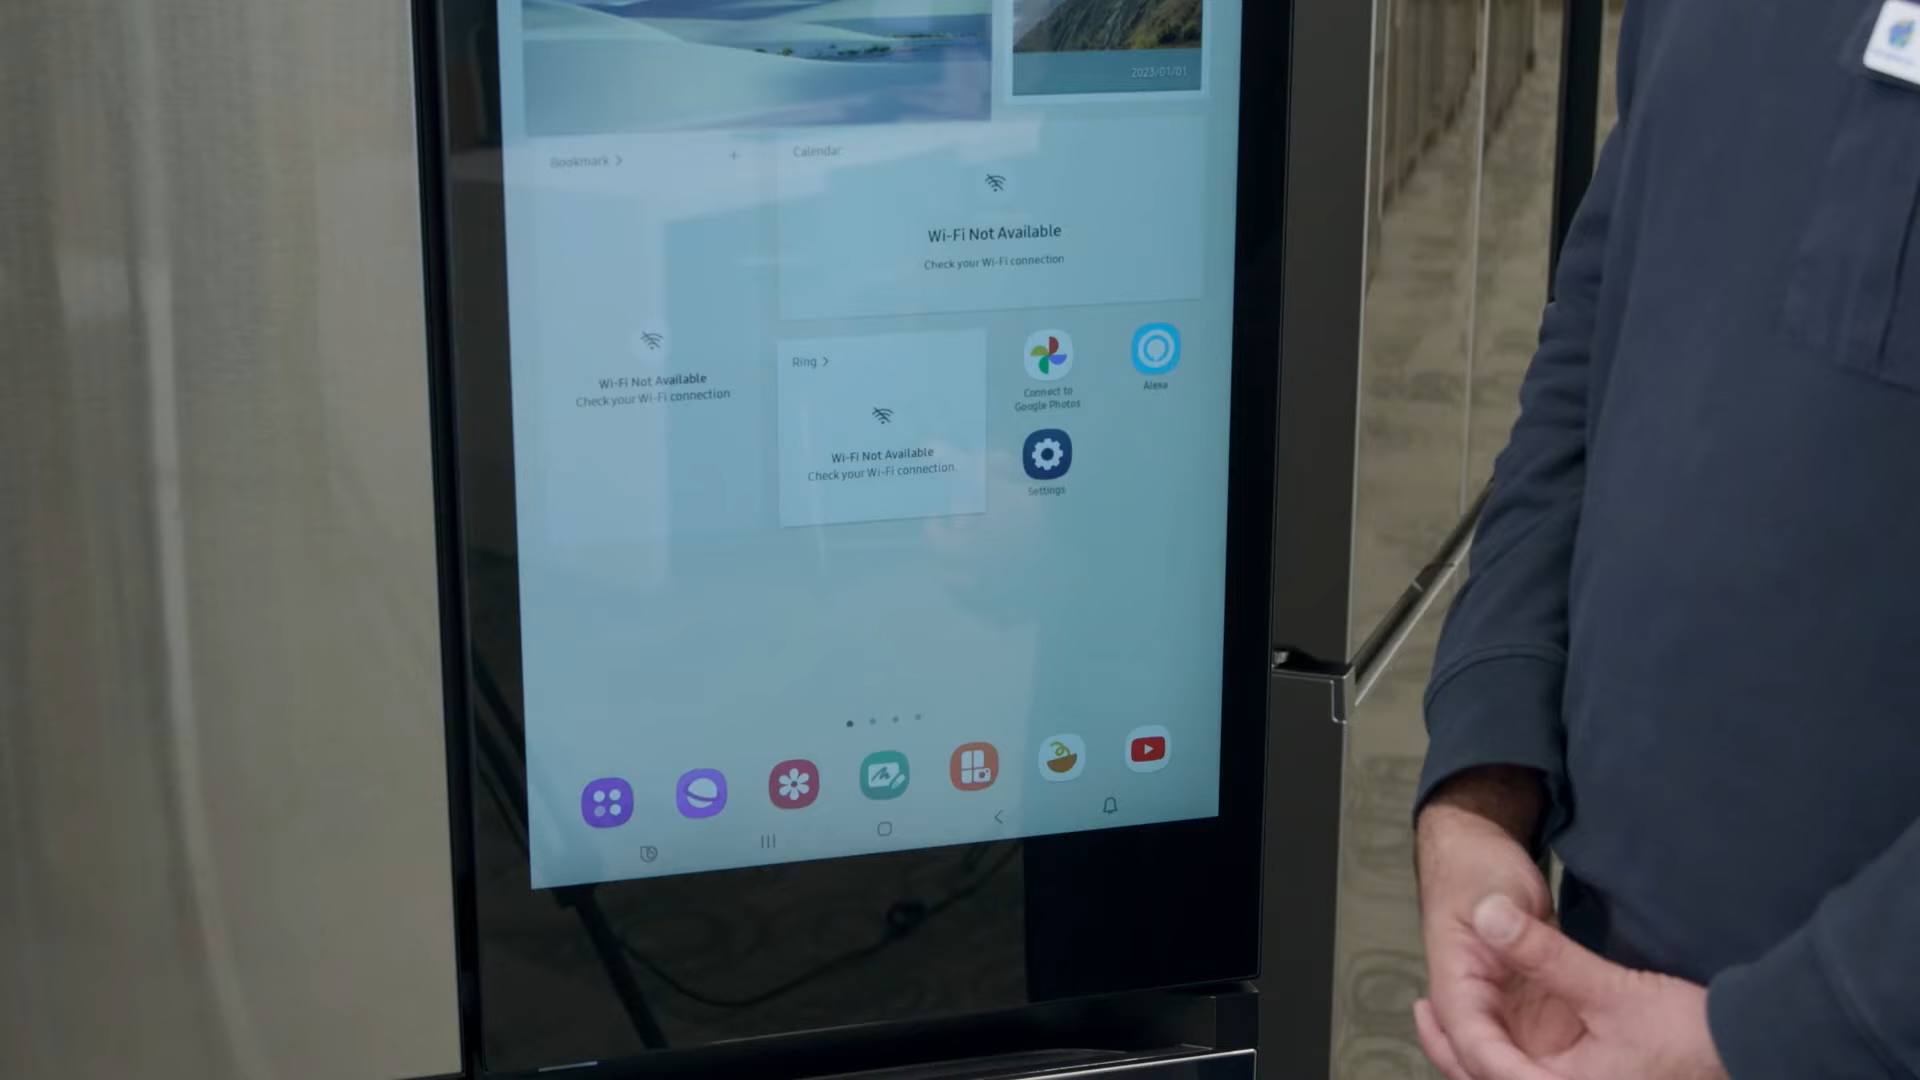 2023/01/01
Bookmark >
+
Calendar
Wi-Fi Not Available
Check your Wi-Fi connection
Wi-Fi Not Available
Check your Wi-Fi connection
Ring >
Wi-Fi Not Available
Check your Wi-Fi connection.
Connect to
Google Photos
Alexa
Settings